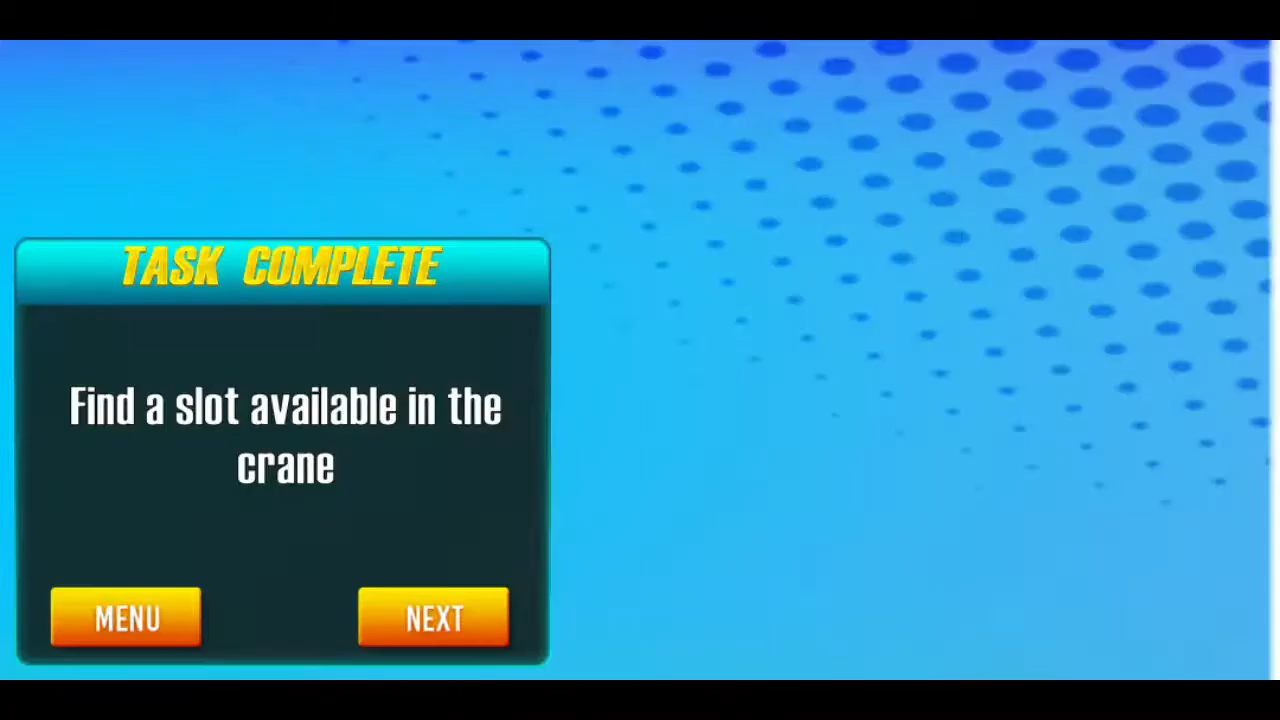 TASK COMPLETE
Find a slot available in the
crane
MENU
NEXT